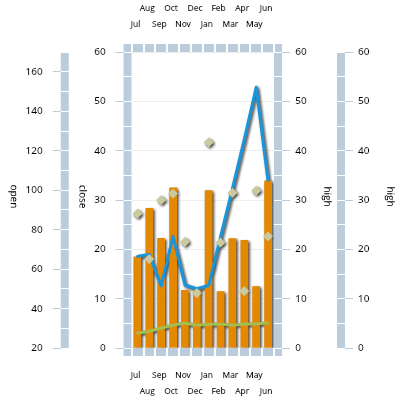 Aug Oct Dec Feb Apr Jun
Jul Sep Nov Jan Mar May
60 60 60
160
50 50 50
140
120 40 40 40
100
open close 30 30 high 30 high
80
20 20 20
60
40 10 10 10
20 0 0 0
Jul Sep Nov Jan Mar May
Aug Oct Dec Feb Apr Jun